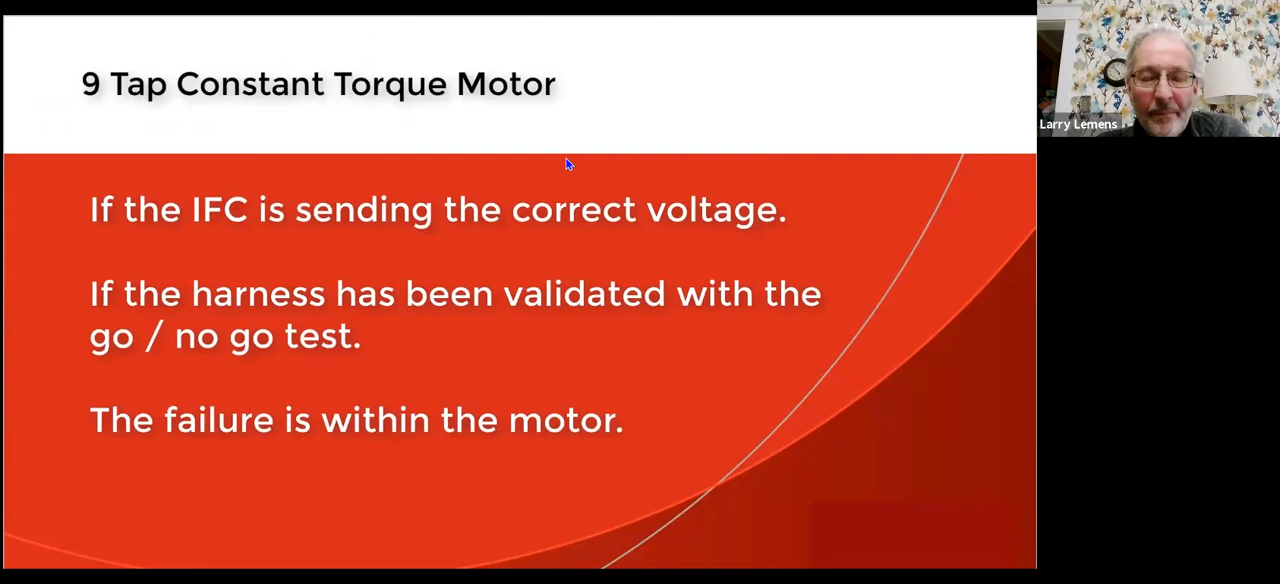 9 Tap Constant Torque Motor
Larry Lemens
If the IFC is sending the correct voltage.
If the harness has been validated with the
go / no go test.
The failure is within the motor.